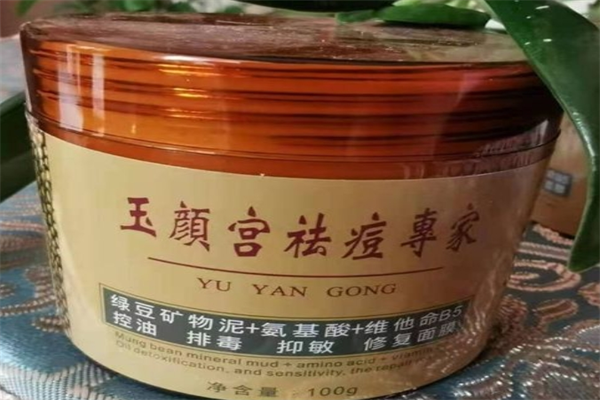 玉顔宫祛痘專家
YU YAN GONG
绿豆矿物泥+氨基酸+维他命B5
控油 排毒 抑敏 修复面膜
Mung bean mineral mud + amino acid + vitamin
Oil detoxification, and sensitivity, the repair
净含量: 100g